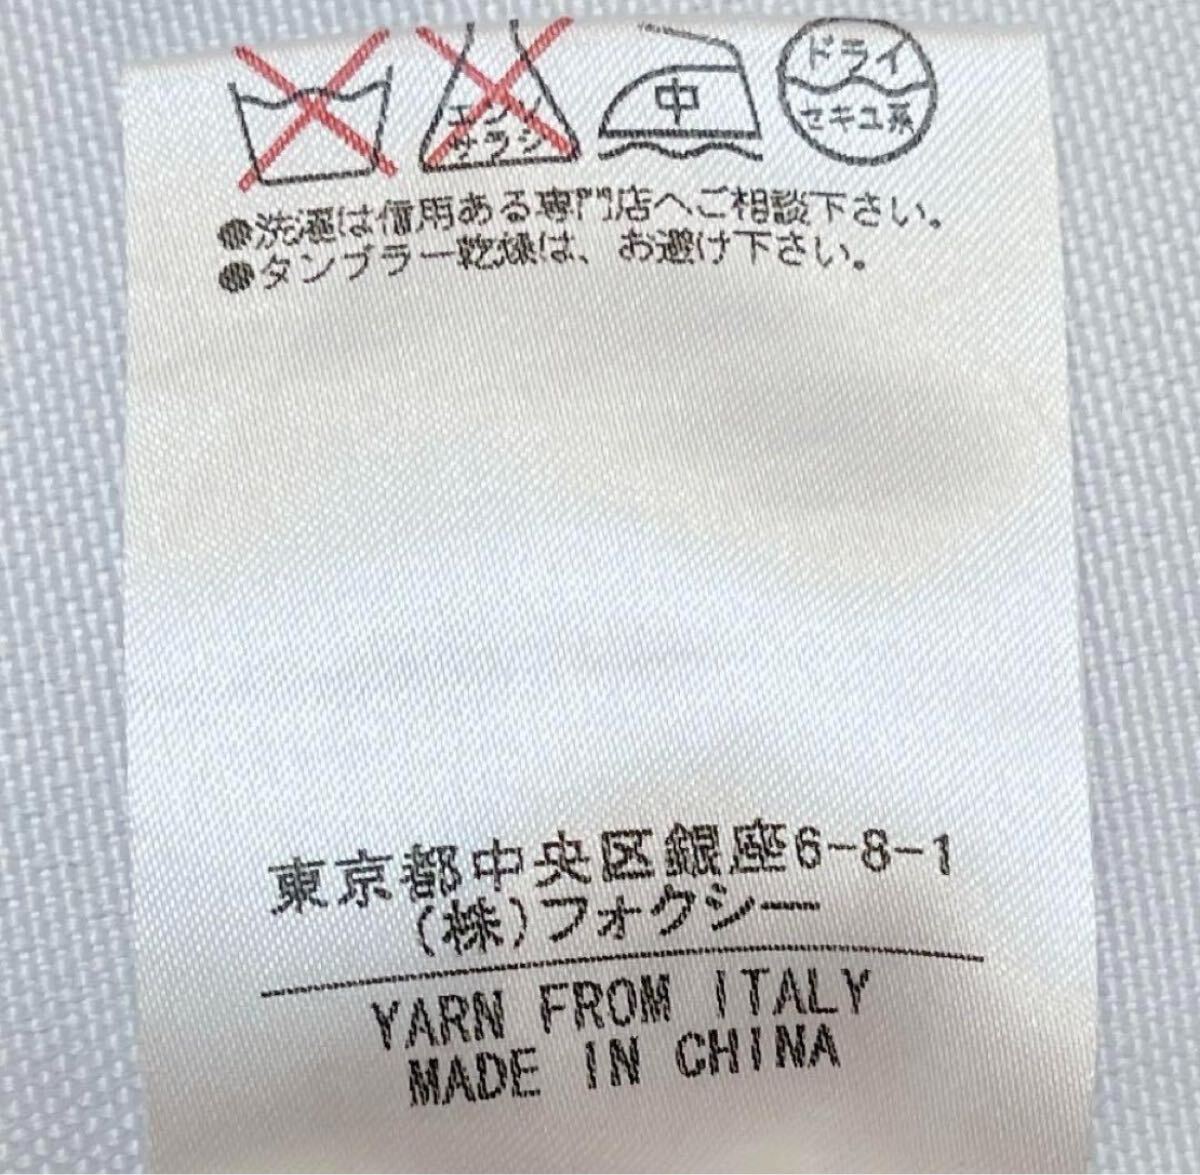 エンソ
サラシ
中
ドライ
セキユ系
●洗濯は信用ある専門店へご相談下さい。
●タンブラー乾燥は、お避け下さい。
東京都中央区銀座6-8-1
(株)フォクシー
YARN FROM ITALY
MADE IN CHINA